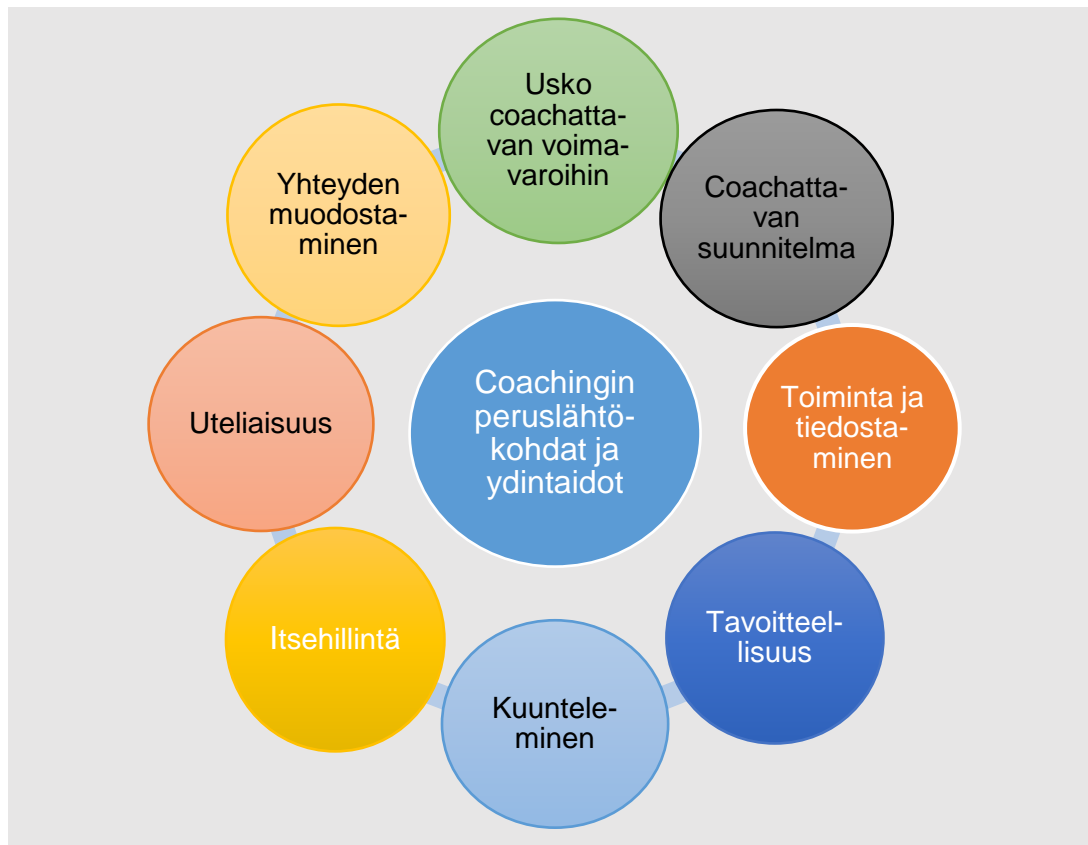 Usko
coachatta-
van voima-
varoihin
Coachatta-
van
suunnitelma
Toiminta ja
tiedosta-
minen
Tavoitteel-
lisuus
Kuuntele-
minen
Itsehillintä
Uteliaisuus
Yhteyden
muodosta-
minen
Coachingin
peruslähtö-
kohdat ja
ydintaidot